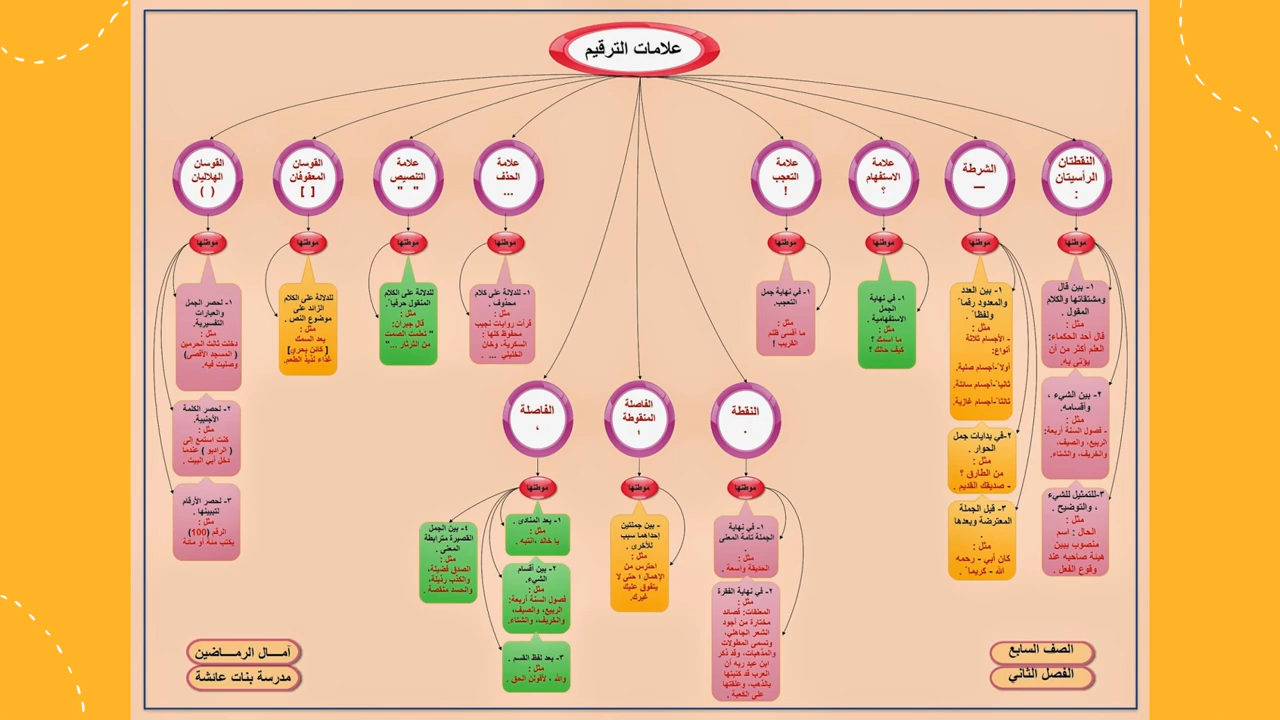 علامات الترقيم
النقطتان
الرأسيتان
:
موطنها
١- بين قال
ومشتقاتها والكلام
المقول .
مثل :
قال أحد الحكماء:
العلم أكثر من أن
يؤتى به.
٢- بين الشيء ،
وأقسامه.
مثل :
- فصول السنة أربعة:
الربيع، والصيف،
والخريف، والشتاء.
٣-للتمثيل للشيء
، والتوضيح .
مثل :
الحال : اسم
منصوب يبين
هيئة صاحبه عند
وقوع الفعل .
الشرطة
—
موطنها
١- بين العدد
والمعدود رقماً
ولفظاً .
مثل :
- الأجسام ثلاثة
أنواع:
أولاً-أجسام صلبة.
ثانياً-أجسام سائلة.
ثالثاً-أجسام غازية.
٢-في بدايات جمل
الحوار .
مثل :
من الطارق ؟
- صديقك القديم .
٣- قبل الجملة
المعترضة وبعدها
.
مثل :
كان أبي - رحمه
الله - كريماً .
علامة
الاستفهام
؟
موطنها
١- في نهاية
الجمل
الاستفهامية .
مثل :
ما اسمك ؟
كيف حالك ؟
علامة
التعجب
!
موطنها
١- في نهاية جمل
التعجب.
مثل :
ما أقسى ظلم
القريب !
علامة
الحذف
...
موطنها
١- للدلالة على كلام
محذوف .
مثل :
قرأت روايات نجيب
محفوظ كلها :
السكرية، وخان
الخليلي ... .
علامة
التنصيص
" "
موطنها
للدلالة على الكلام
المنقول حرفياً .
مثل :
قال جبران:
" تعلمت الصمت
من الثرثار ..."
القوسان
المعقوفان
[ ]
موطنها
للدلالة على الكلام
الزائد على
موضوع النص .
مثل :
يعد السمك
[ كائن بحري]
غذاء لذيذ الطعم.
القوسان
الهلاليان
( )
موطنها
١- لحصر الجمل
والعبارات
التفسيرية.
مثل :
دخلت ثالث الحرمين
( المسجد الأقصى)
وصليت فيه.
٢- لحصر الكلمة
الأجنبية.
مثل :
كنت استمع إلى
( الراديو ) عندما
دخل أبي البيت .
٣- لحصر الأرقام
لتبيينها .
مثل :
الرقم (100)
يكتب مئة أو مائة
النقطة
.
موطنها
١- في نهاية
الجملة تامة المعنى
.
مثل :
الحديقة واسعة .
٢- في نهاية الفقرة
مثل :
المعلقات: قصائد
مختارة من أجود
الشعر الجاهلي،
وتسمى المطولات
والمذهبات، وقد ذكر
ابن عبد ربه أن
العرب قد كتبتها
بالذهب، وعلقتها
على الكعبة .
الفاصلة
المنقوطة
؛
موطنها
- بين جملتين
إحداهما سبب
للأخرى .
مثل :
احترس من
الإهمال ؛ حتى لا
يتفوق عليك
غيرك.
الفاصلة
،
موطنها
١- بعد المنادى .
مثل :
يا خالد ،انتبه .
٢- بين أقسام
الشيء.
مثل :
فصول السنة أربعة:
الربيع، والصيف،
والخريف، والشتاء.
٣- بعد لفظ القسم .
مثل :
والله ، لأقولن الحق .
٤- بين الجمل
القصيرة مترابطة
المعنى .
مثل :
الصدق فضيلة،
والكذب رذيلة،
والحسد منقصة .
الصف السابع
الفصل الثاني
آمـــال الرمـــاضين
مدرسة بنات عائشة